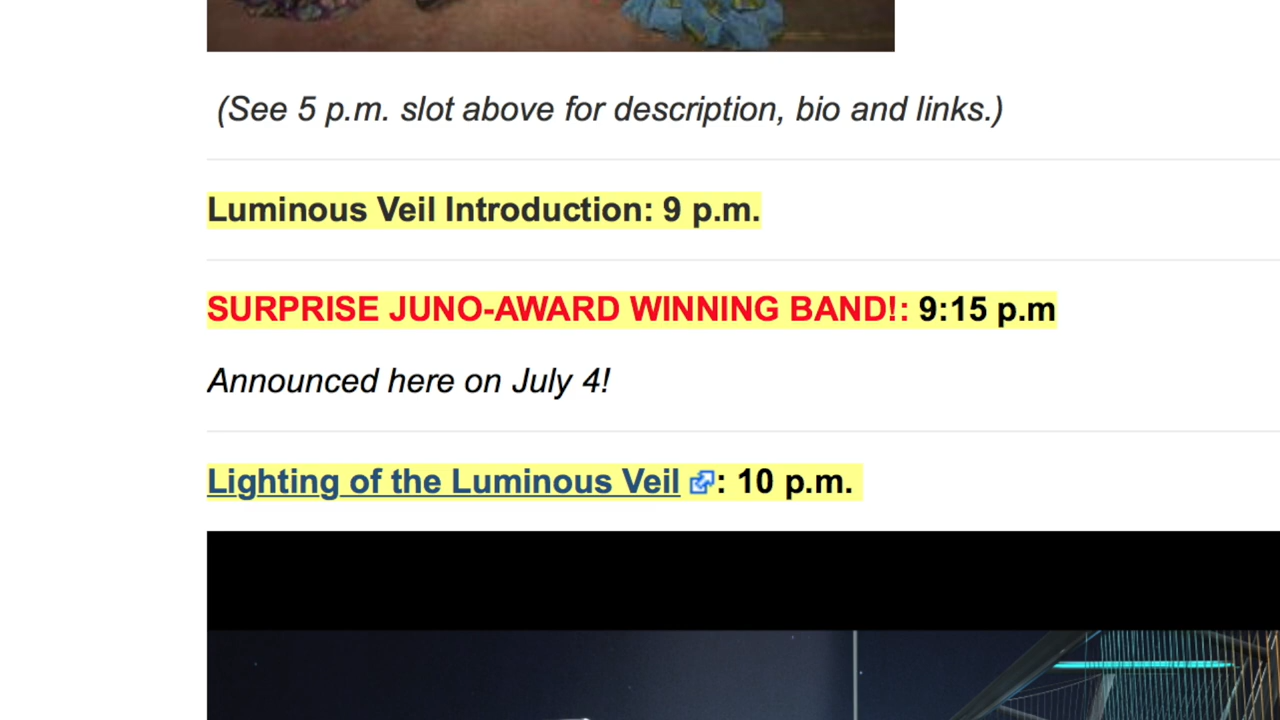 (See 5 p.m. slot above for description, bio and links.)
Luminous Veil Introduction: 9 p.m.
SURPRISE JUNO-AWARD WINNING BAND!: 9:15 p.m
Announced here on July 4!
Lighting of the Luminous Veil : 10 p.m.